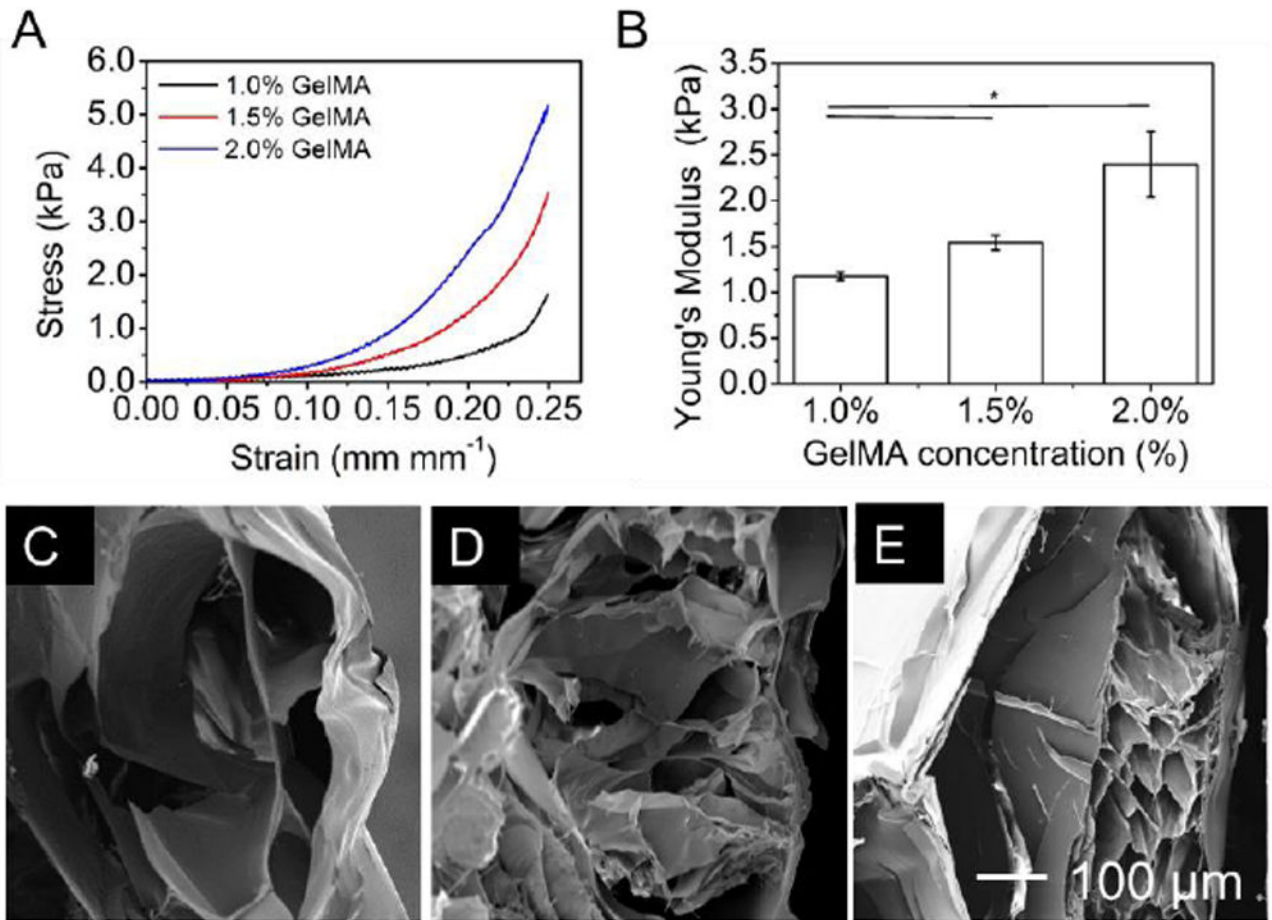 A
6.0
5.0
4.0
3.0
2.0
1.0
0.0
Stress (kPa)
1.0% GelMA
1.5% GelMA
2.0% GelMA
0.00 0.05 0.10 0.15 0.20 0.25
Strain (mm mm⁻¹)
B
3.5
3.0
2.5
2.0
1.5
1.0
0.5
0.0
Young's Modulus (kPa)
*
1.0% 1.5% 2.0%
GelMA concentration (%)
C
D
E
100 µm